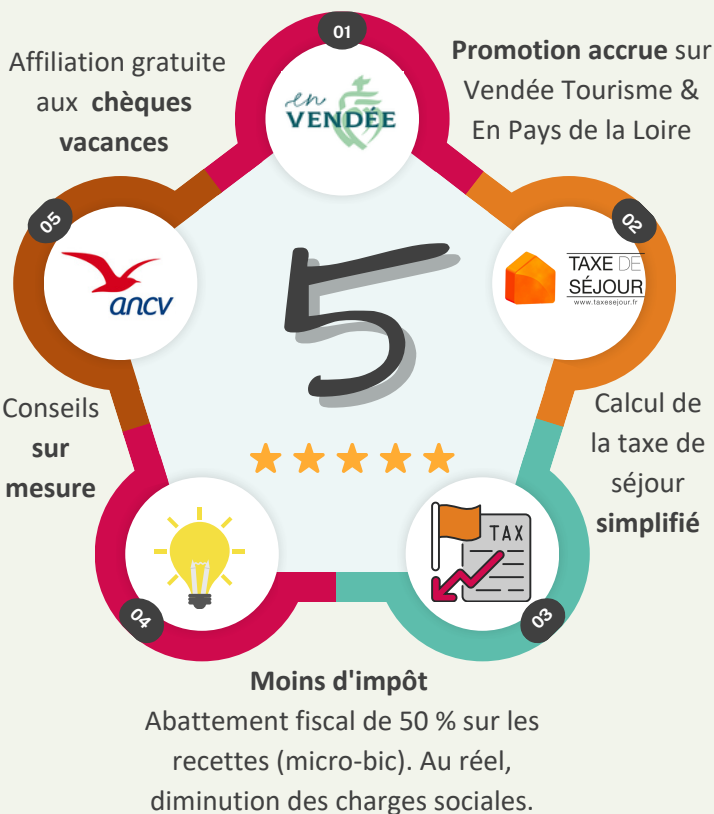 01
en
VENDÉE
Promotion accrue sur
Vendée Tourisme &
En Pays de la Loire
02
TAXE DE
SÉJOUR
www.taxesejour.fr
Calcul de
la taxe de
séjour
simplifié
03
TAX
Moins d'impôt
Abattement fiscal de 50 % sur les
recettes (micro-bic). Au réel,
diminution des charges sociales.
04
Conseils
sur
mesure
05
ancv
Affiliation gratuite
aux chèques
vacances
5